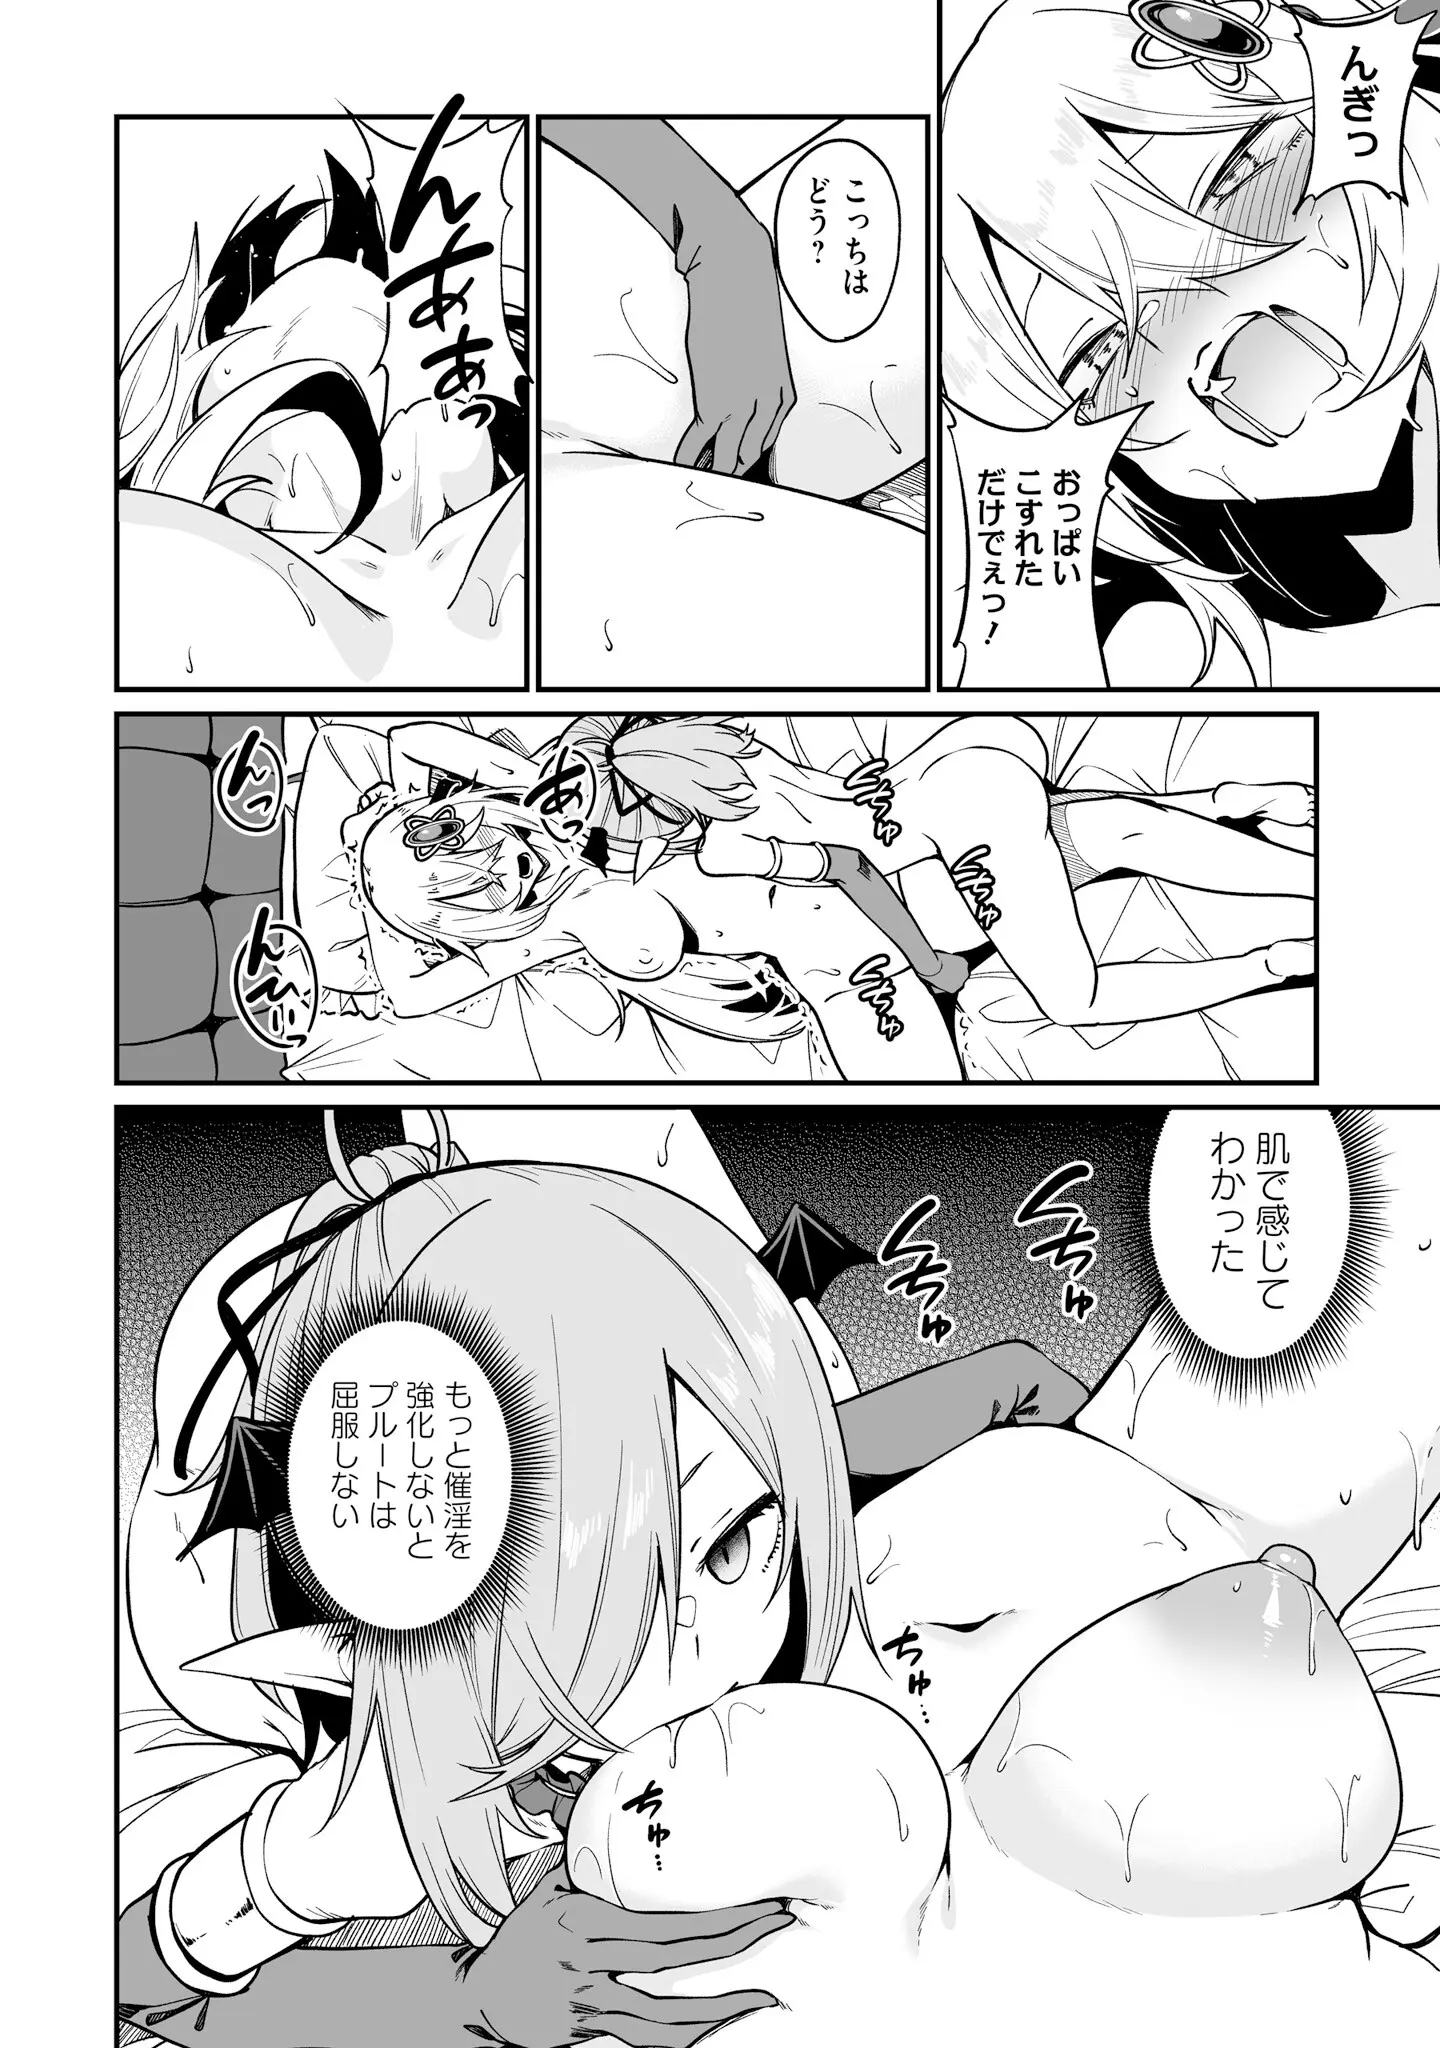 んぎっ
おっぱい
こすれた
だけでぇっ！
こっちは
どう？
んああぁっ
くちゅ
くちゅ
くちゅ
あっ
んっ
んひぃっ
肌で感じて
わかった
くちゅ
くちゅ
もっと催淫を
強化しないと
プルートは
屈服しない
ちゅ…
ちゅ…